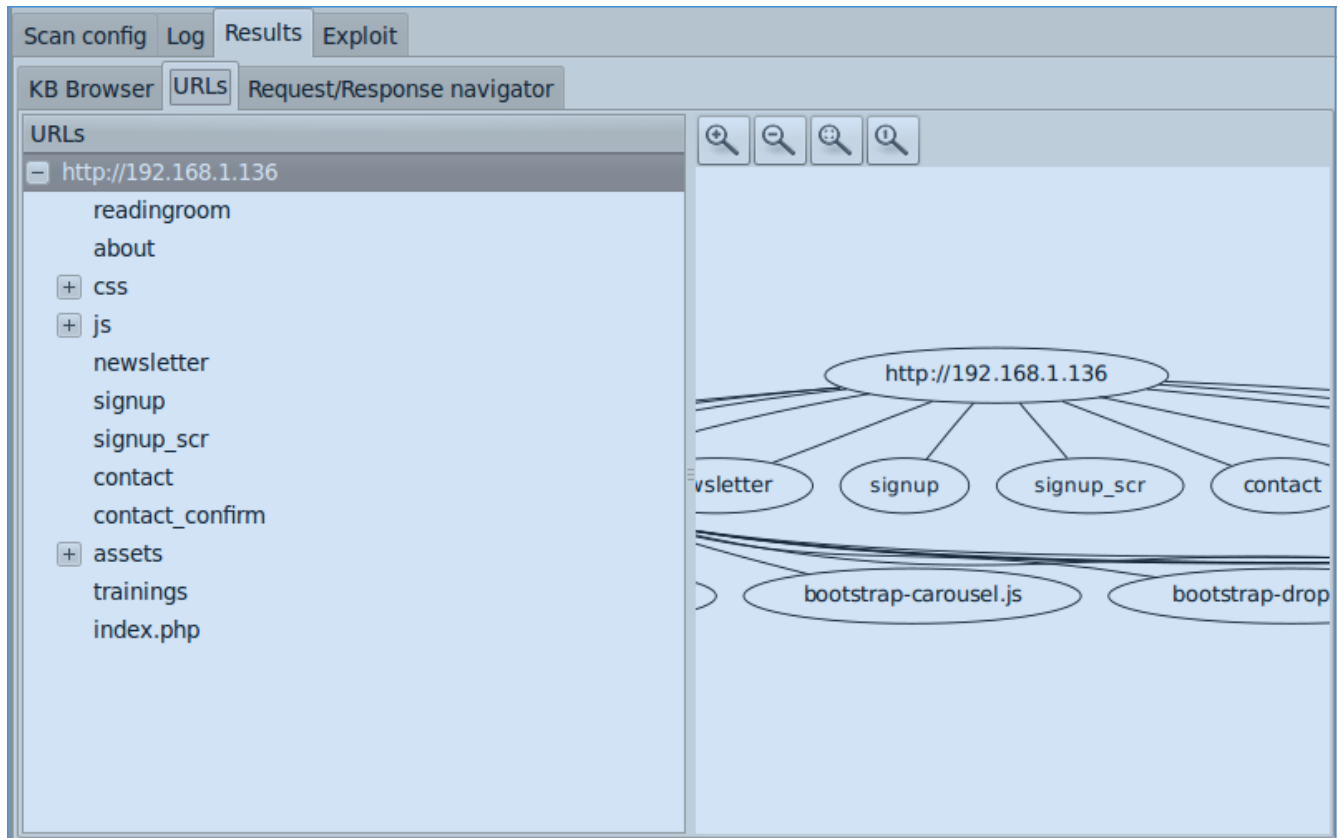 Scan config Log Results Exploit
KB Browser URLs Request/Response navigator
URLs
http://192.168.1.136
readingroom
about
css
js
newsletter
signup
signup_scr
contact
contact_confirm
assets
trainings
index.php
http://192.168.1.136
wsletter signup signup_scr contact
bootstrap-carousel.js bootstrap-drop